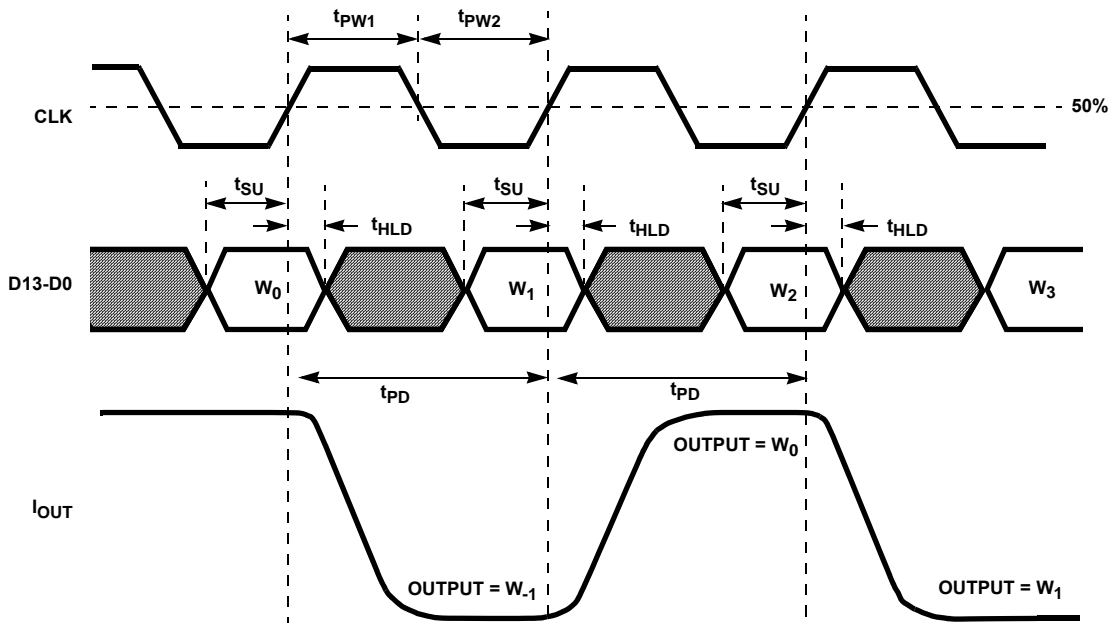 tPW1 tPW2
CLK 50%
tSU tSU tSU
tHLD tHLD tHLD
D13-D0 W0 W1 W2 W3
tPD tPD
OUTPUT = W0
IOUT
OUTPUT = W-1 OUTPUT = W1